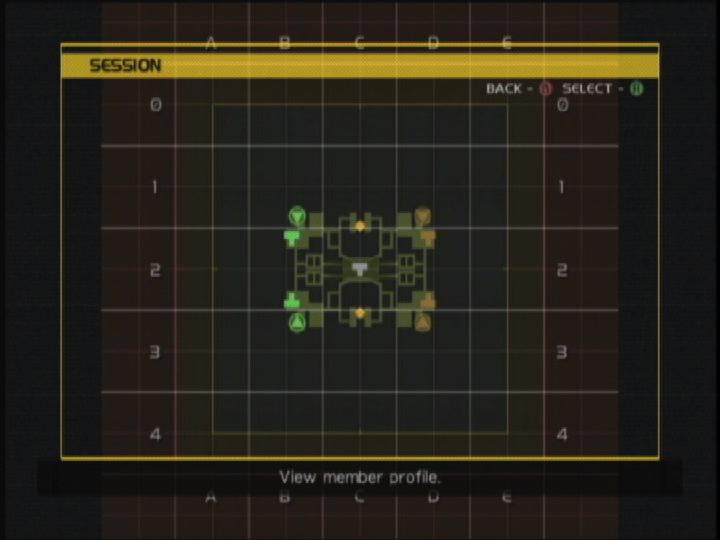 A B C D E
SESSION
BACK - B SELECT - A
0 0
1 1
2 2
3 3
4 4
View member profile.
A B C D E